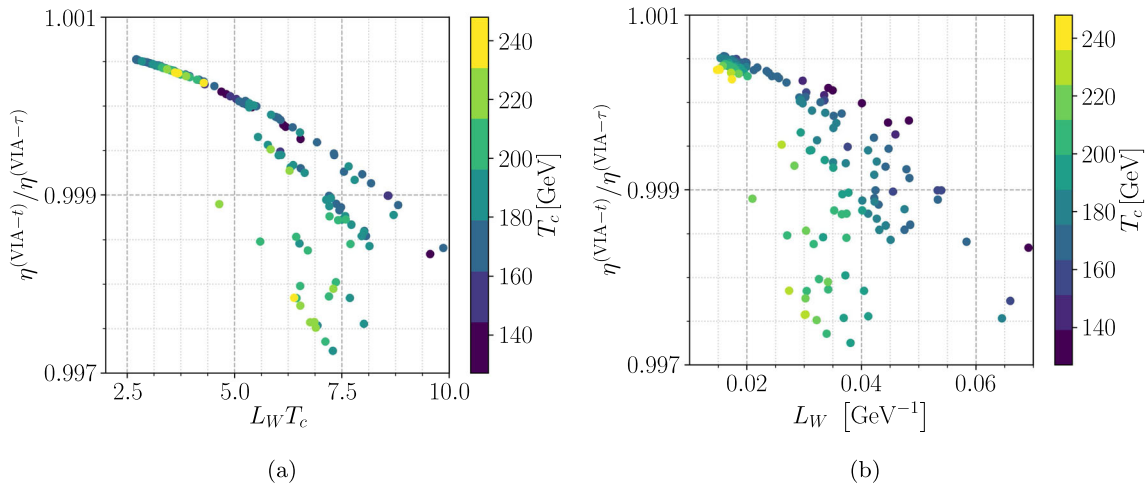 1.001
0.999
0.997
η^(VIA−t)/η^(VIA−τ)
2.5 5.0 7.5 10.0
L_W T_c
240
220
200
180
160
140
T_c [GeV]
(a)
1.001
0.999
0.997
η^(VIA−t)/η^(VIA−τ)
0.02 0.04 0.06
L_W [GeV⁻¹]
240
220
200
180
160
140
T_c [GeV]
(b)